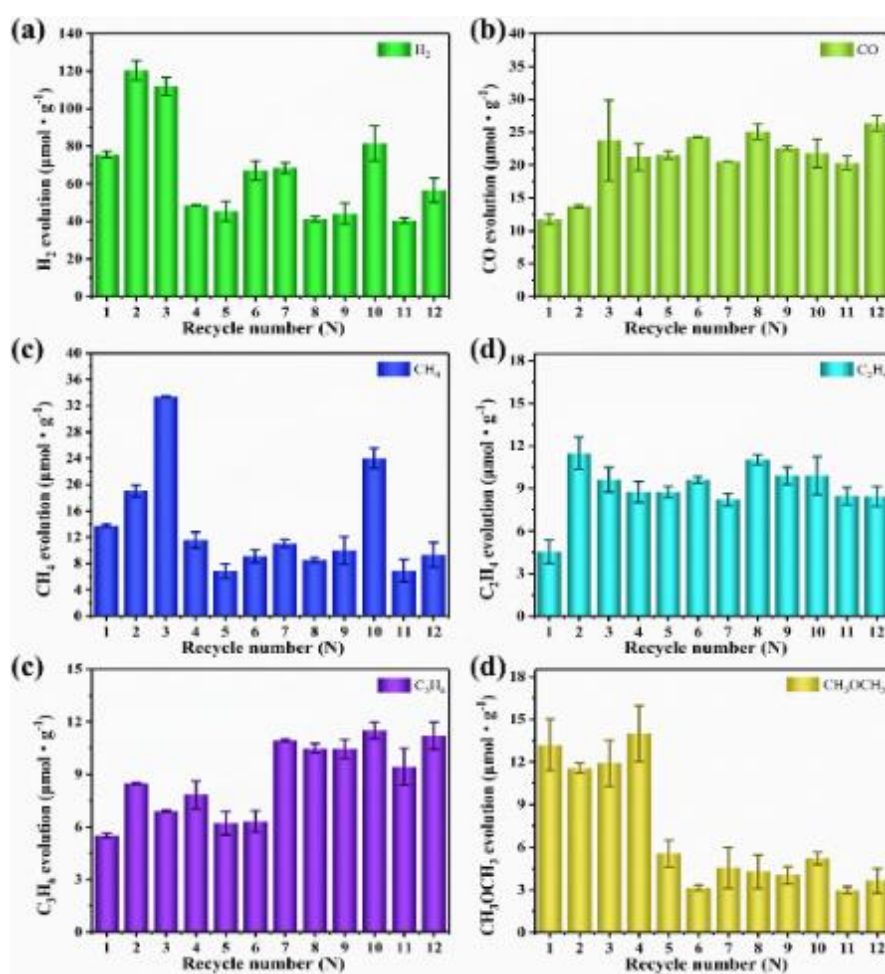 (a)
H₂
H₂ evolution (μmol · g⁻¹)
140
120
100
80
60
40
20
0
1 2 3 4 5 6 7 8 9 10 11 12
Recycle number (N)
(b)
CO
CO evolution (μmol · g⁻¹)
40
35
30
25
20
15
10
5
0
1 2 3 4 5 6 7 8 9 10 11 12
Recycle number (N)
(c)
CH₄
CH₄ evolution (μmol · g⁻¹)
40
36
32
28
24
20
16
12
8
4
0
1 2 3 4 5 6 7 8 9 10 11 12
Recycle number (N)
(d)
C₂H₄
C₂H₄ evolution (μmol · g⁻¹)
18
15
12
9
6
3
0
1 2 3 4 5 6 7 8 9 10 11 12
Recycle number (N)
(c)
C₃H₆
C₃H₆ evolution (μmol · g⁻¹)
15
12
9
6
3
0
1 2 3 4 5 6 7 8 9 10 11 12
Recycle number (N)
(d)
CH₃OCH₃
CH₃OCH₃ evolution (μmol · g⁻¹)
18
15
12
9
6
3
0
1 2 3 4 5 6 7 8 9 10 11 12
Recycle number (N)